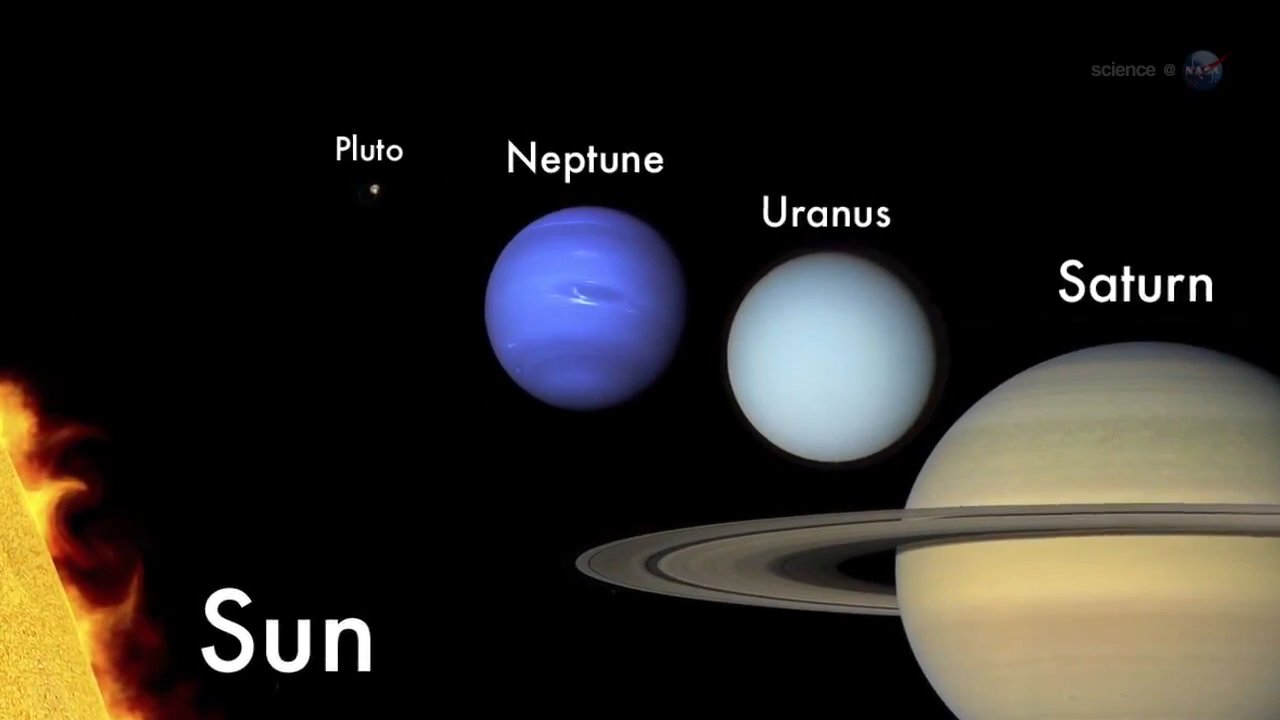 science @ NASA
Pluto
Neptune
Uranus
Saturn
Sun